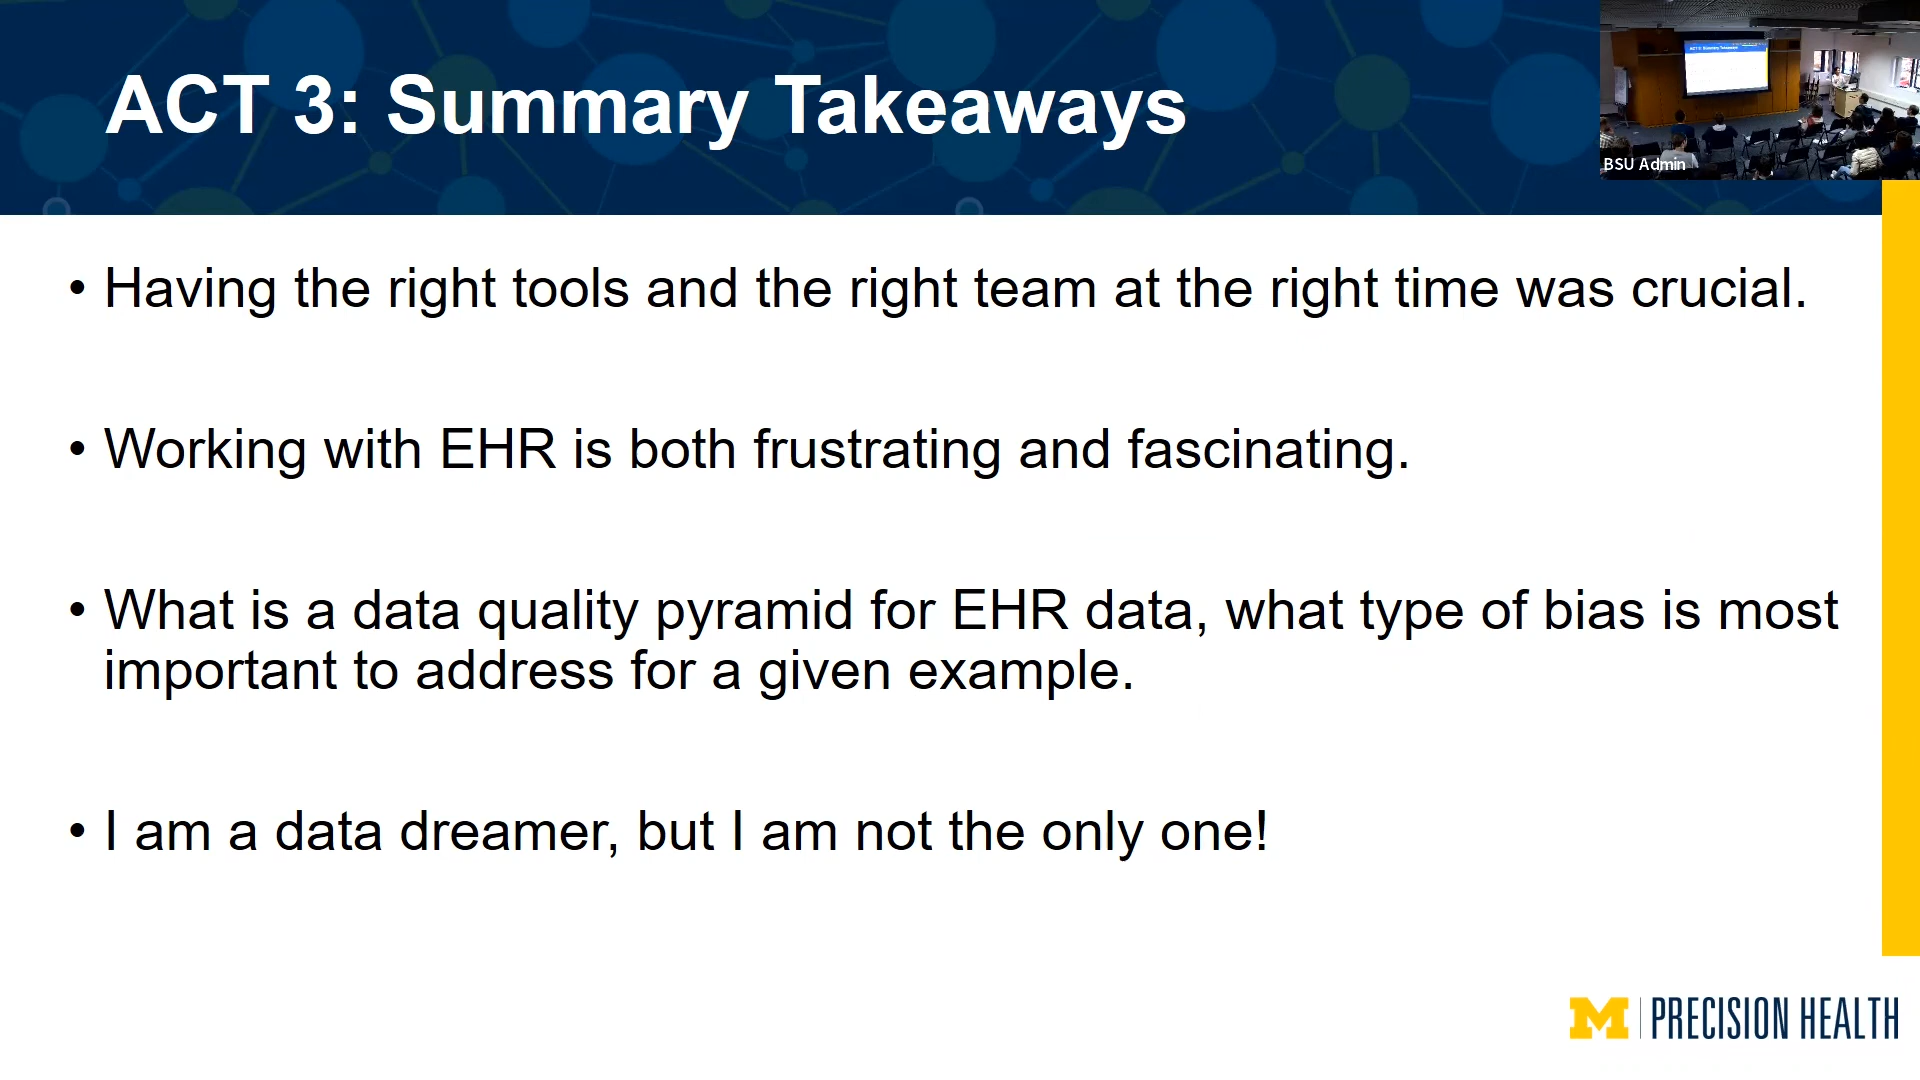 ACT 3: Summary Takeaways
BSU Admin
• Having the right tools and the right team at the right time was crucial.
• Working with EHR is both frustrating and fascinating.
• What is a data quality pyramid for EHR data, what type of bias is most
important to address for a given example.
• I am a data dreamer, but I am not the only one!
M PRECISION HEALTH